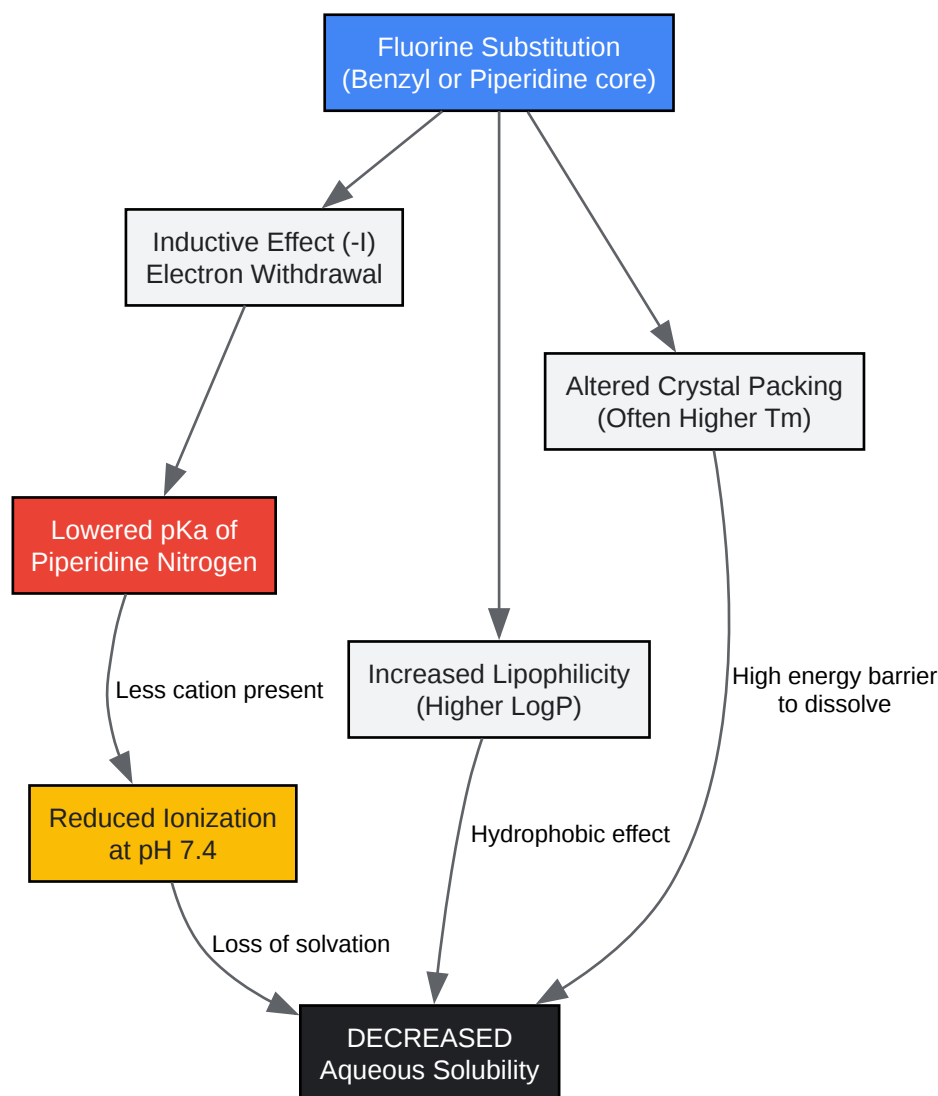 Fluorine Substitution
(Benzyl or Piperidine core)
Inductive Effect (-I)
Electron Withdrawal
Altered Crystal Packing
(Often Higher Tm)
Lowered pKa of
Piperidine Nitrogen
Increased Lipophilicity
(Higher LogP)
Less cation present
High energy barrier
to dissolve
Reduced Ionization
at pH 7.4
Hydrophobic effect
Loss of solvation
DECREASED
Aqueous Solubility